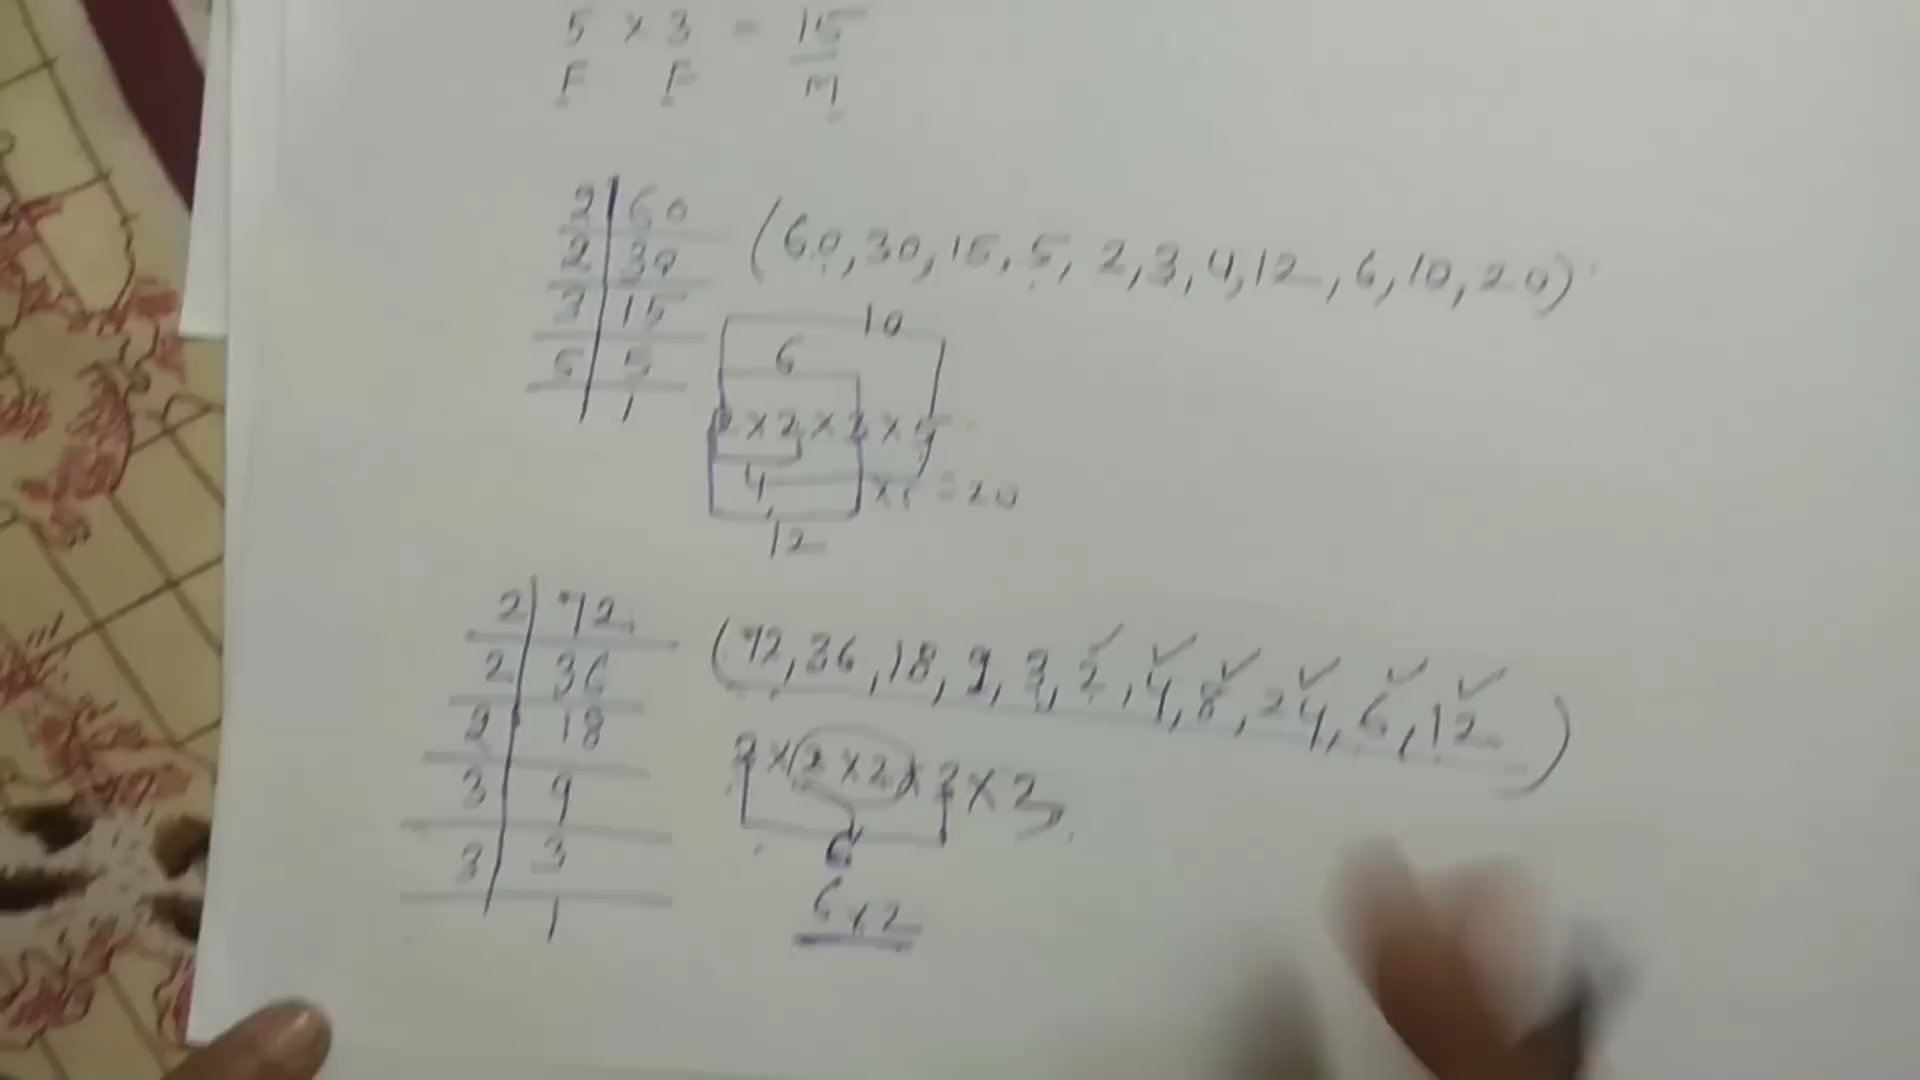 5 x 3 = 15
F F M
2 | 60
2 | 30
3 | 15
5 | 5
1
(60, 30, 15, 5, 2, 3, 4, 12, 6, 10, 20)
10
6
2 x 2 x 3 x 5
4 x 5 = 20
12
2 | 72
2 | 36
2 | 18
3 | 9
3 | 3
1
(72, 36, 18, 9, 3, 2, 4, 8, 24, 6, 12)
2 x (2 x 2) x 3 x 3
6
6 x 2